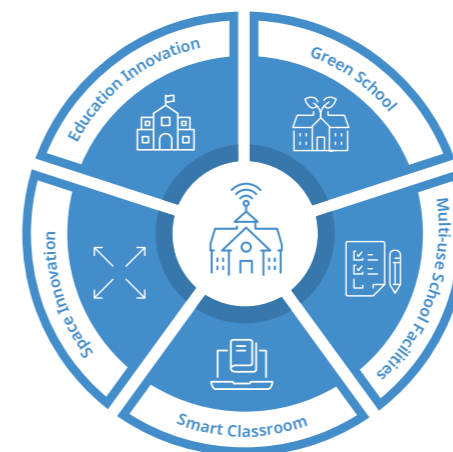 Education Innovation
Green School
Multi-use School Facilities
Smart Classroom
Space Innovation